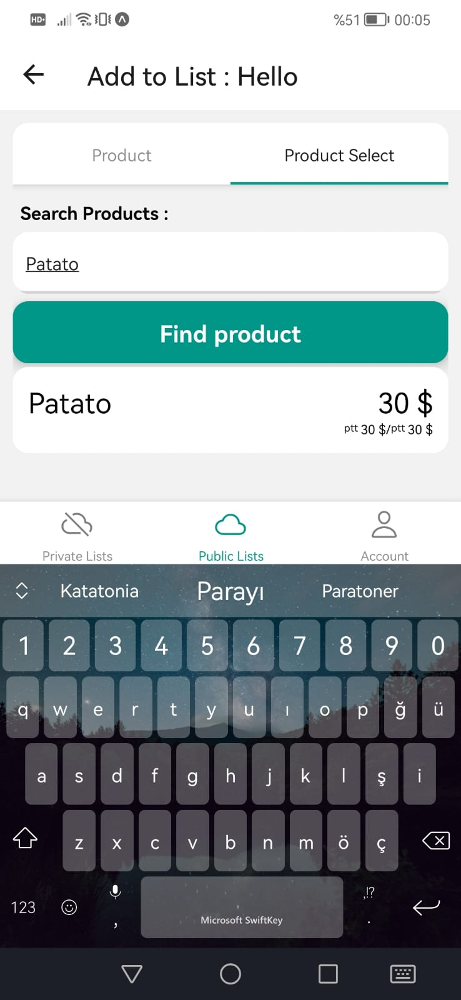 HD+ %51 00:05
Add to List : Hello
Product Product Select
Search Products :
Patato
Find product
Patato 30 $
ptt 30 $/ptt 30 $
Private Lists Public Lists Account
Katatonia Parayı Paratoner
1 2 3 4 5 6 7 8 9 0
q w e r t y u ı o p ğ ü
a s d f g h j k l ş i
z x c v b n m ö ç
123 , Microsoft SwiftKey ,!? .